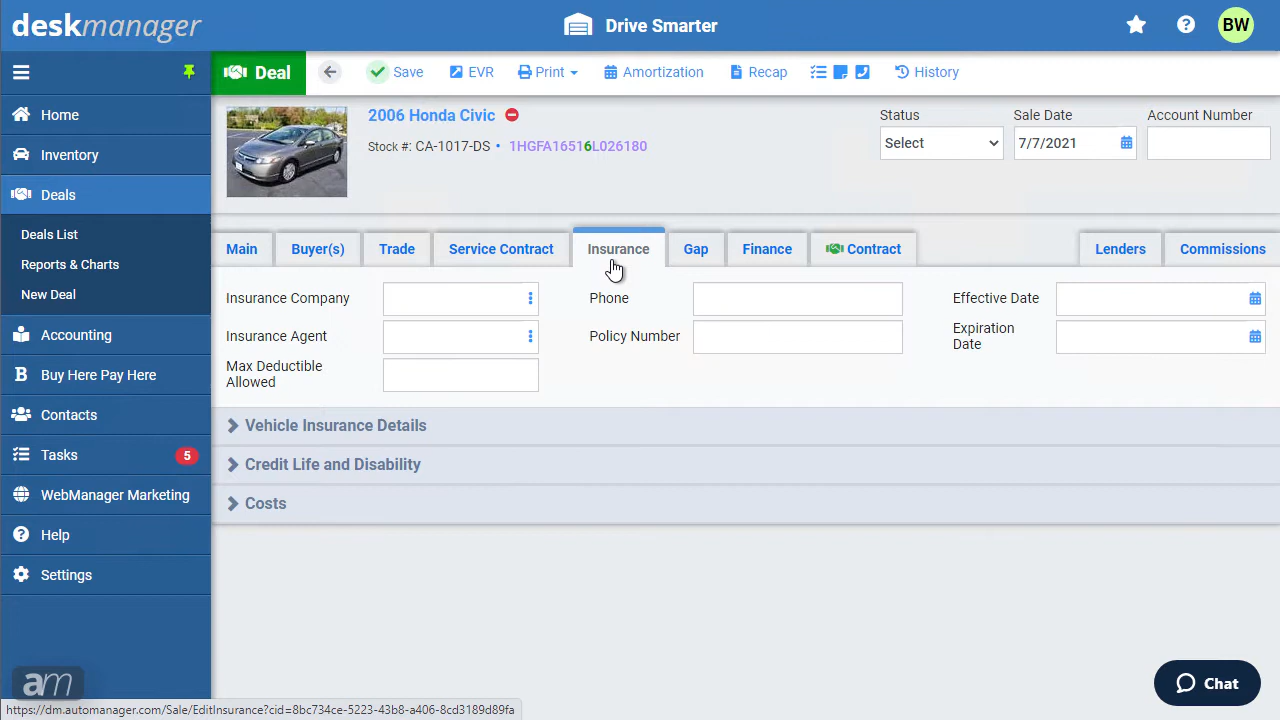 deskmanager
Drive Smarter
BW
Deal
Save
EVR
Print
Amortization
Recap
History
Home
Inventory
Deals
Deals List
Reports & Charts
New Deal
Accounting
Buy Here Pay Here
Contacts
Tasks
5
WebManager Marketing
Help
Settings
am
2006 Honda Civic
Stock #: CA-1017-DS • 1HGFA16516L026180
Status
Select
Sale Date
7/7/2021
Account Number
Main
Buyer(s)
Trade
Service Contract
Insurance
Gap
Finance
Contract
Lenders
Commissions
Insurance Company
Phone
Effective Date
Insurance Agent
Policy Number
Expiration
Date
Max Deductible
Allowed
Vehicle Insurance Details
Credit Life and Disability
Costs
Chat
https://dm.automanager.com/Sale/EditInsurance?cid=8bc734ce-5223-43b8-a406-8cd3189d89fa